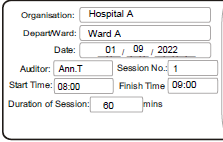 Organisation: Hospital A
Depart/Ward: Ward A
Date: 01 / 09 / 2022
Auditor: Ann.T Session No.: 1
Start Time: 08:00 Finish Time 09:00
Duration of Session: 60 mins